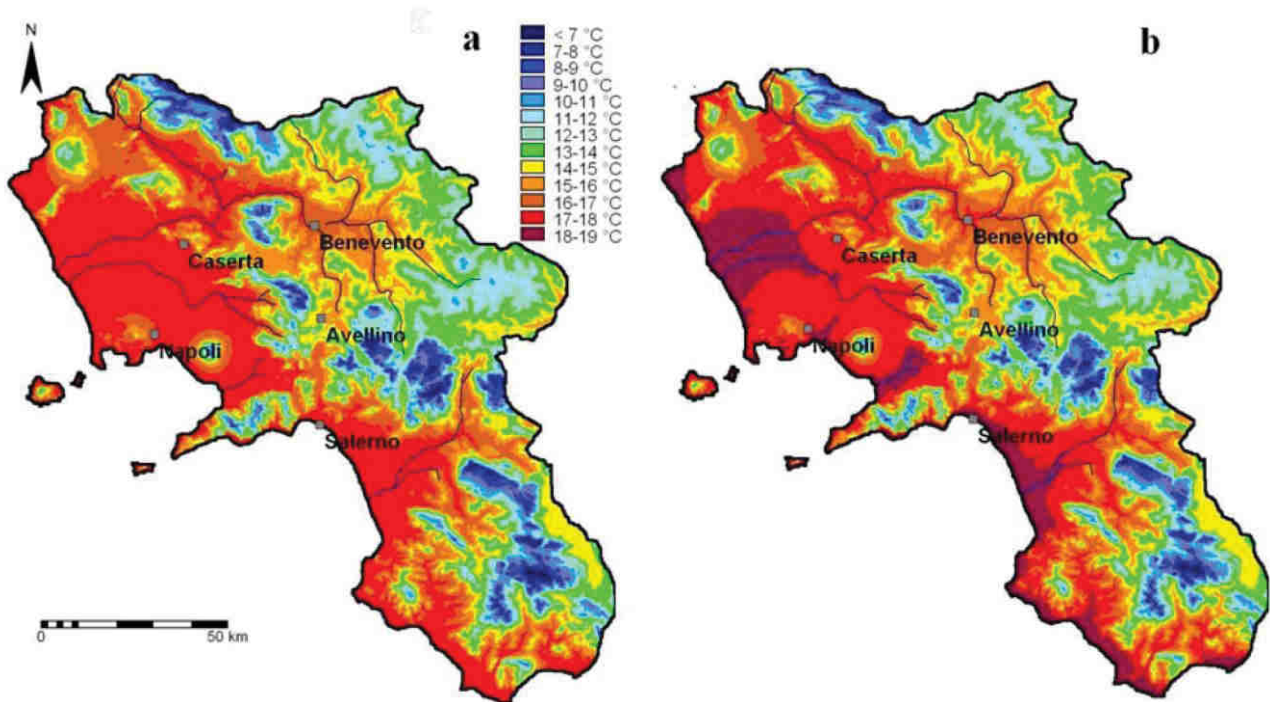 N
a
< 7 °C
7-8 °C
8-9 °C
9-10 °C
10-11 °C
11-12 °C
12-13 °C
13-14 °C
14-15 °C
15-16 °C
16-17 °C
17-18 °C
18-19 °C
Benevento
Caserta
Avellino
Napoli
Salerno
0 50 km
b
Benevento
Caserta
Avellino
Napoli
Salerno